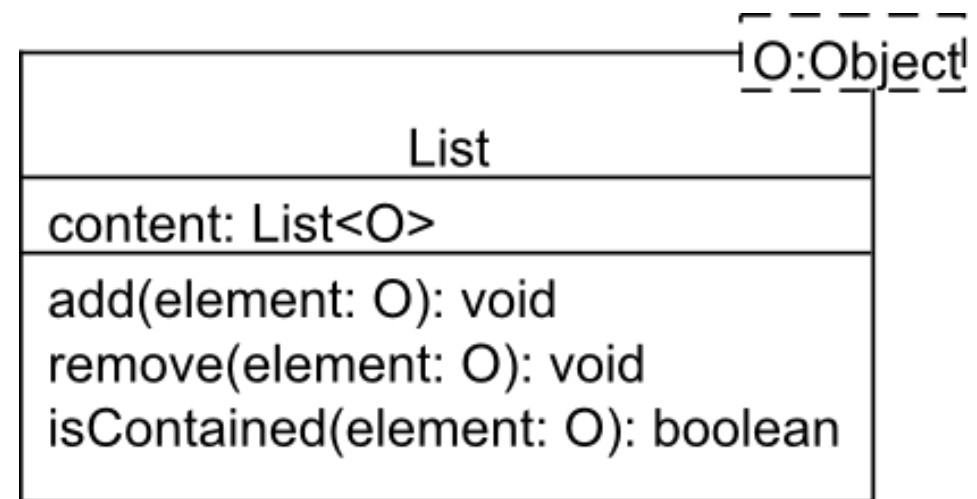 O:Object
List
content: List<O>
add(element: O): void
remove(element: O): void
isContained(element: O): boolean